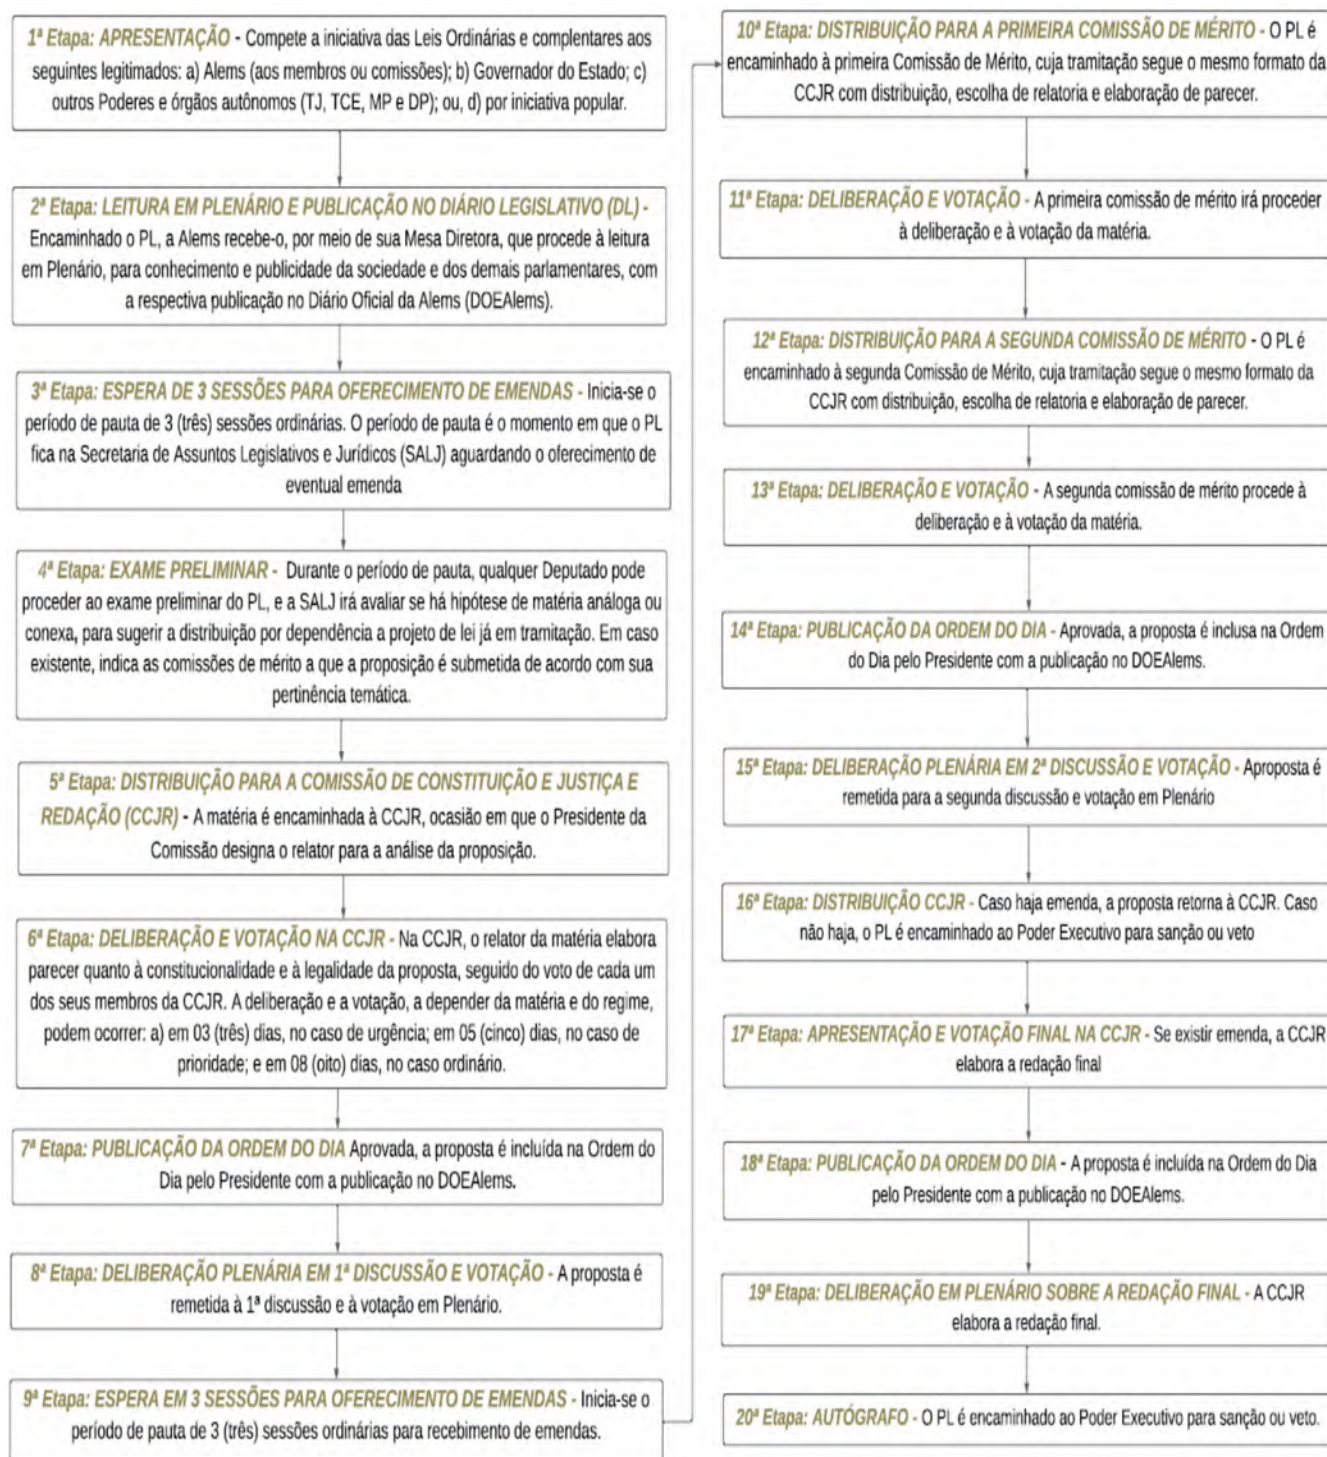 1ª Etapa: APRESENTAÇÃO - Compete a iniciativa das Leis Ordinárias e complentares aos
seguintes legitimados: a) Alems (aos membros ou comissões); b) Governador do Estado; c)
outros Poderes e órgãos autônomos (TJ, TCE, MP e DP); ou, d) por iniciativa popular.
2ª Etapa: LEITURA EM PLENÁRIO E PUBLICAÇÃO NO DIÁRIO LEGISLATIVO (DL) -
Encaminhado o PL, a Alems recebe-o, por meio de sua Mesa Diretora, que procede à leitura
em Plenário, para conhecimento e publicidade da sociedade e dos demais parlamentares, com
a respectiva publicação no Diário Oficial da Alems (DOEAlems).
3ª Etapa: ESPERA DE 3 SESSÕES PARA OFERECIMENTO DE EMENDAS - Inicia-se o
período de pauta de 3 (três) sessões ordinárias. O período de pauta é o momento em que o PL
fica na Secretaria de Assuntos Legislativos e Jurídicos (SALJ) aguardando o oferecimento de
eventual emenda
4ª Etapa: EXAME PRELIMINAR - Durante o período de pauta, qualquer Deputado pode
proceder ao exame preliminar do PL, e a SALJ irá avaliar se há hipótese de matéria análoga ou
conexa, para sugerir a distribuição por dependência a projeto de lei já em tramitação. Em caso
existente, indica as comissões de mérito a que a proposição é submetida de acordo com sua
pertinência temática.
5ª Etapa: DISTRIBUIÇÃO PARA A COMISSÃO DE CONSTITUIÇÃO E JUSTIÇA E
REDAÇÃO (CCJR) - A matéria é encaminhada à CCJR, ocasião em que o Presidente da
Comissão designa o relator para a análise da proposição.
6ª Etapa: DELIBERAÇÃO E VOTAÇÃO NA CCJR - Na CCJR, o relator da matéria elabora
parecer quanto à constitucionalidade e à legalidade da proposta, seguido do voto de cada um
dos seus membros da CCJR. A deliberação e a votação, a depender da matéria e do regime,
podem ocorrer: a) em 03 (três) dias, no caso de urgência; em 05 (cinco) dias, no caso de
prioridade; e em 08 (oito) dias, no caso ordinário.
7ª Etapa: PUBLICAÇÃO DA ORDEM DO DIA Aprovada, a proposta é incluída na Ordem do
Dia pelo Presidente com a publicação no DOEAlems.
8ª Etapa: DELIBERAÇÃO PLENÁRIA EM 1ª DISCUSSÃO E VOTAÇÃO - A proposta é
remetida à 1ª discussão e à votação em Plenário.
9ª Etapa: ESPERA EM 3 SESSÕES PARA OFERECIMENTO DE EMENDAS - Inicia-se o
período de pauta de 3 (três) sessões ordinárias para recebimento de emendas.
10ª Etapa: DISTRIBUIÇÃO PARA A PRIMEIRA COMISSÃO DE MÉRITO - O PL é
encaminhado à primeira Comissão de Mérito, cuja tramitação segue o mesmo formato da
CCJR com distribuição, escolha de relatoria e elaboração de parecer.
11ª Etapa: DELIBERAÇÃO E VOTAÇÃO - A primeira comissão de mérito irá proceder
à deliberação e à votação da matéria.
12ª Etapa: DISTRIBUIÇÃO PARA A SEGUNDA COMISSÃO DE MÉRITO - O PL é
encaminhado à segunda Comissão de Mérito, cuja tramitação segue o mesmo formato da
CCJR com distribuição, escolha de relatoria e elaboração de parecer.
13ª Etapa: DELIBERAÇÃO E VOTAÇÃO - A segunda comissão de mérito procede à
deliberação e à votação da matéria.
14ª Etapa: PUBLICAÇÃO DA ORDEM DO DIA - Aprovada, a proposta é inclusa na Ordem
do Dia pelo Presidente com a publicação no DOEAlems.
15ª Etapa: DELIBERAÇÃO PLENÁRIA EM 2ª DISCUSSÃO E VOTAÇÃO - Aproposta é
remetida para a segunda discussão e votação em Plenário
16ª Etapa: DISTRIBUIÇÃO CCJR - Caso haja emenda, a proposta retorna à CCJR. Caso
não haja, o PL é encaminhado ao Poder Executivo para sanção ou veto
17ª Etapa: APRESENTAÇÃO E VOTAÇÃO FINAL NA CCJR - Se existir emenda, a CCJR
elabora a redação final
18ª Etapa: PUBLICAÇÃO DA ORDEM DO DIA - A proposta é incluída na Ordem do Dia
pelo Presidente com a publicação no DOEAlems.
19ª Etapa: DELIBERAÇÃO EM PLENÁRIO SOBRE A REDAÇÃO FINAL - A CCJR
elabora a redação final.
20ª Etapa: AUTÓGRAFO - O PL é encaminhado ao Poder Executivo para sanção ou veto.